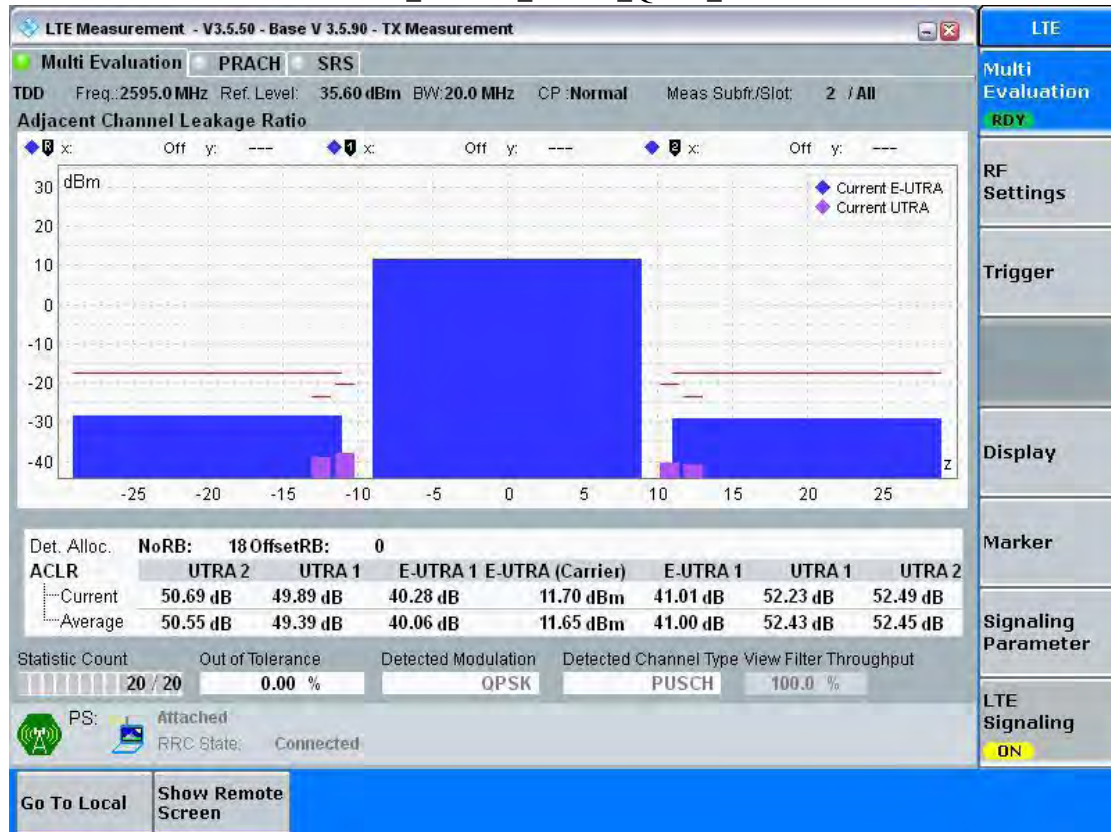 LTE Measurement - V3.5.50 - Base V 3.5.90 - TX Measurement
LTE
Multi Evaluation PRACH SRS
Multi Evaluation
RDY
TDD Freq.:2595.0 MHz Ref. Level: 35.60 dBm BW:20.0 MHz CP :Normal Meas Subfr./Slot: 2 / All
Adjacent Channel Leakage Ratio
R x: Off y: --- 1 x: Off y: --- 2 x: Off y: ---
dBm
Current E-UTRA
Current UTRA
30
20
10
0
-10
-20
-30
-40
z
-25 -20 -15 -10 -5 0 5 10 15 20 25
RF Settings
Trigger
Display
Marker
Signaling Parameter
LTE Signaling
ON
Det. Alloc. NoRB: 18 OffsetRB: 0
ACLR UTRA 2 UTRA 1 E-UTRA 1 E-UTRA (Carrier) E-UTRA 1 UTRA 1 UTRA 2
Current 50.69 dB 49.89 dB 40.28 dB 11.70 dBm 41.01 dB 52.23 dB 52.49 dB
Average 50.55 dB 49.39 dB 40.06 dB 11.65 dBm 41.00 dB 52.43 dB 52.45 dB
Statistic Count Out of Tolerance Detected Modulation Detected Channel Type View Filter Throughput
20 / 20 0.00 % QPSK PUSCH 100.0 %
PS: Attached
RRC State: Connected
Go To Local
Show Remote Screen